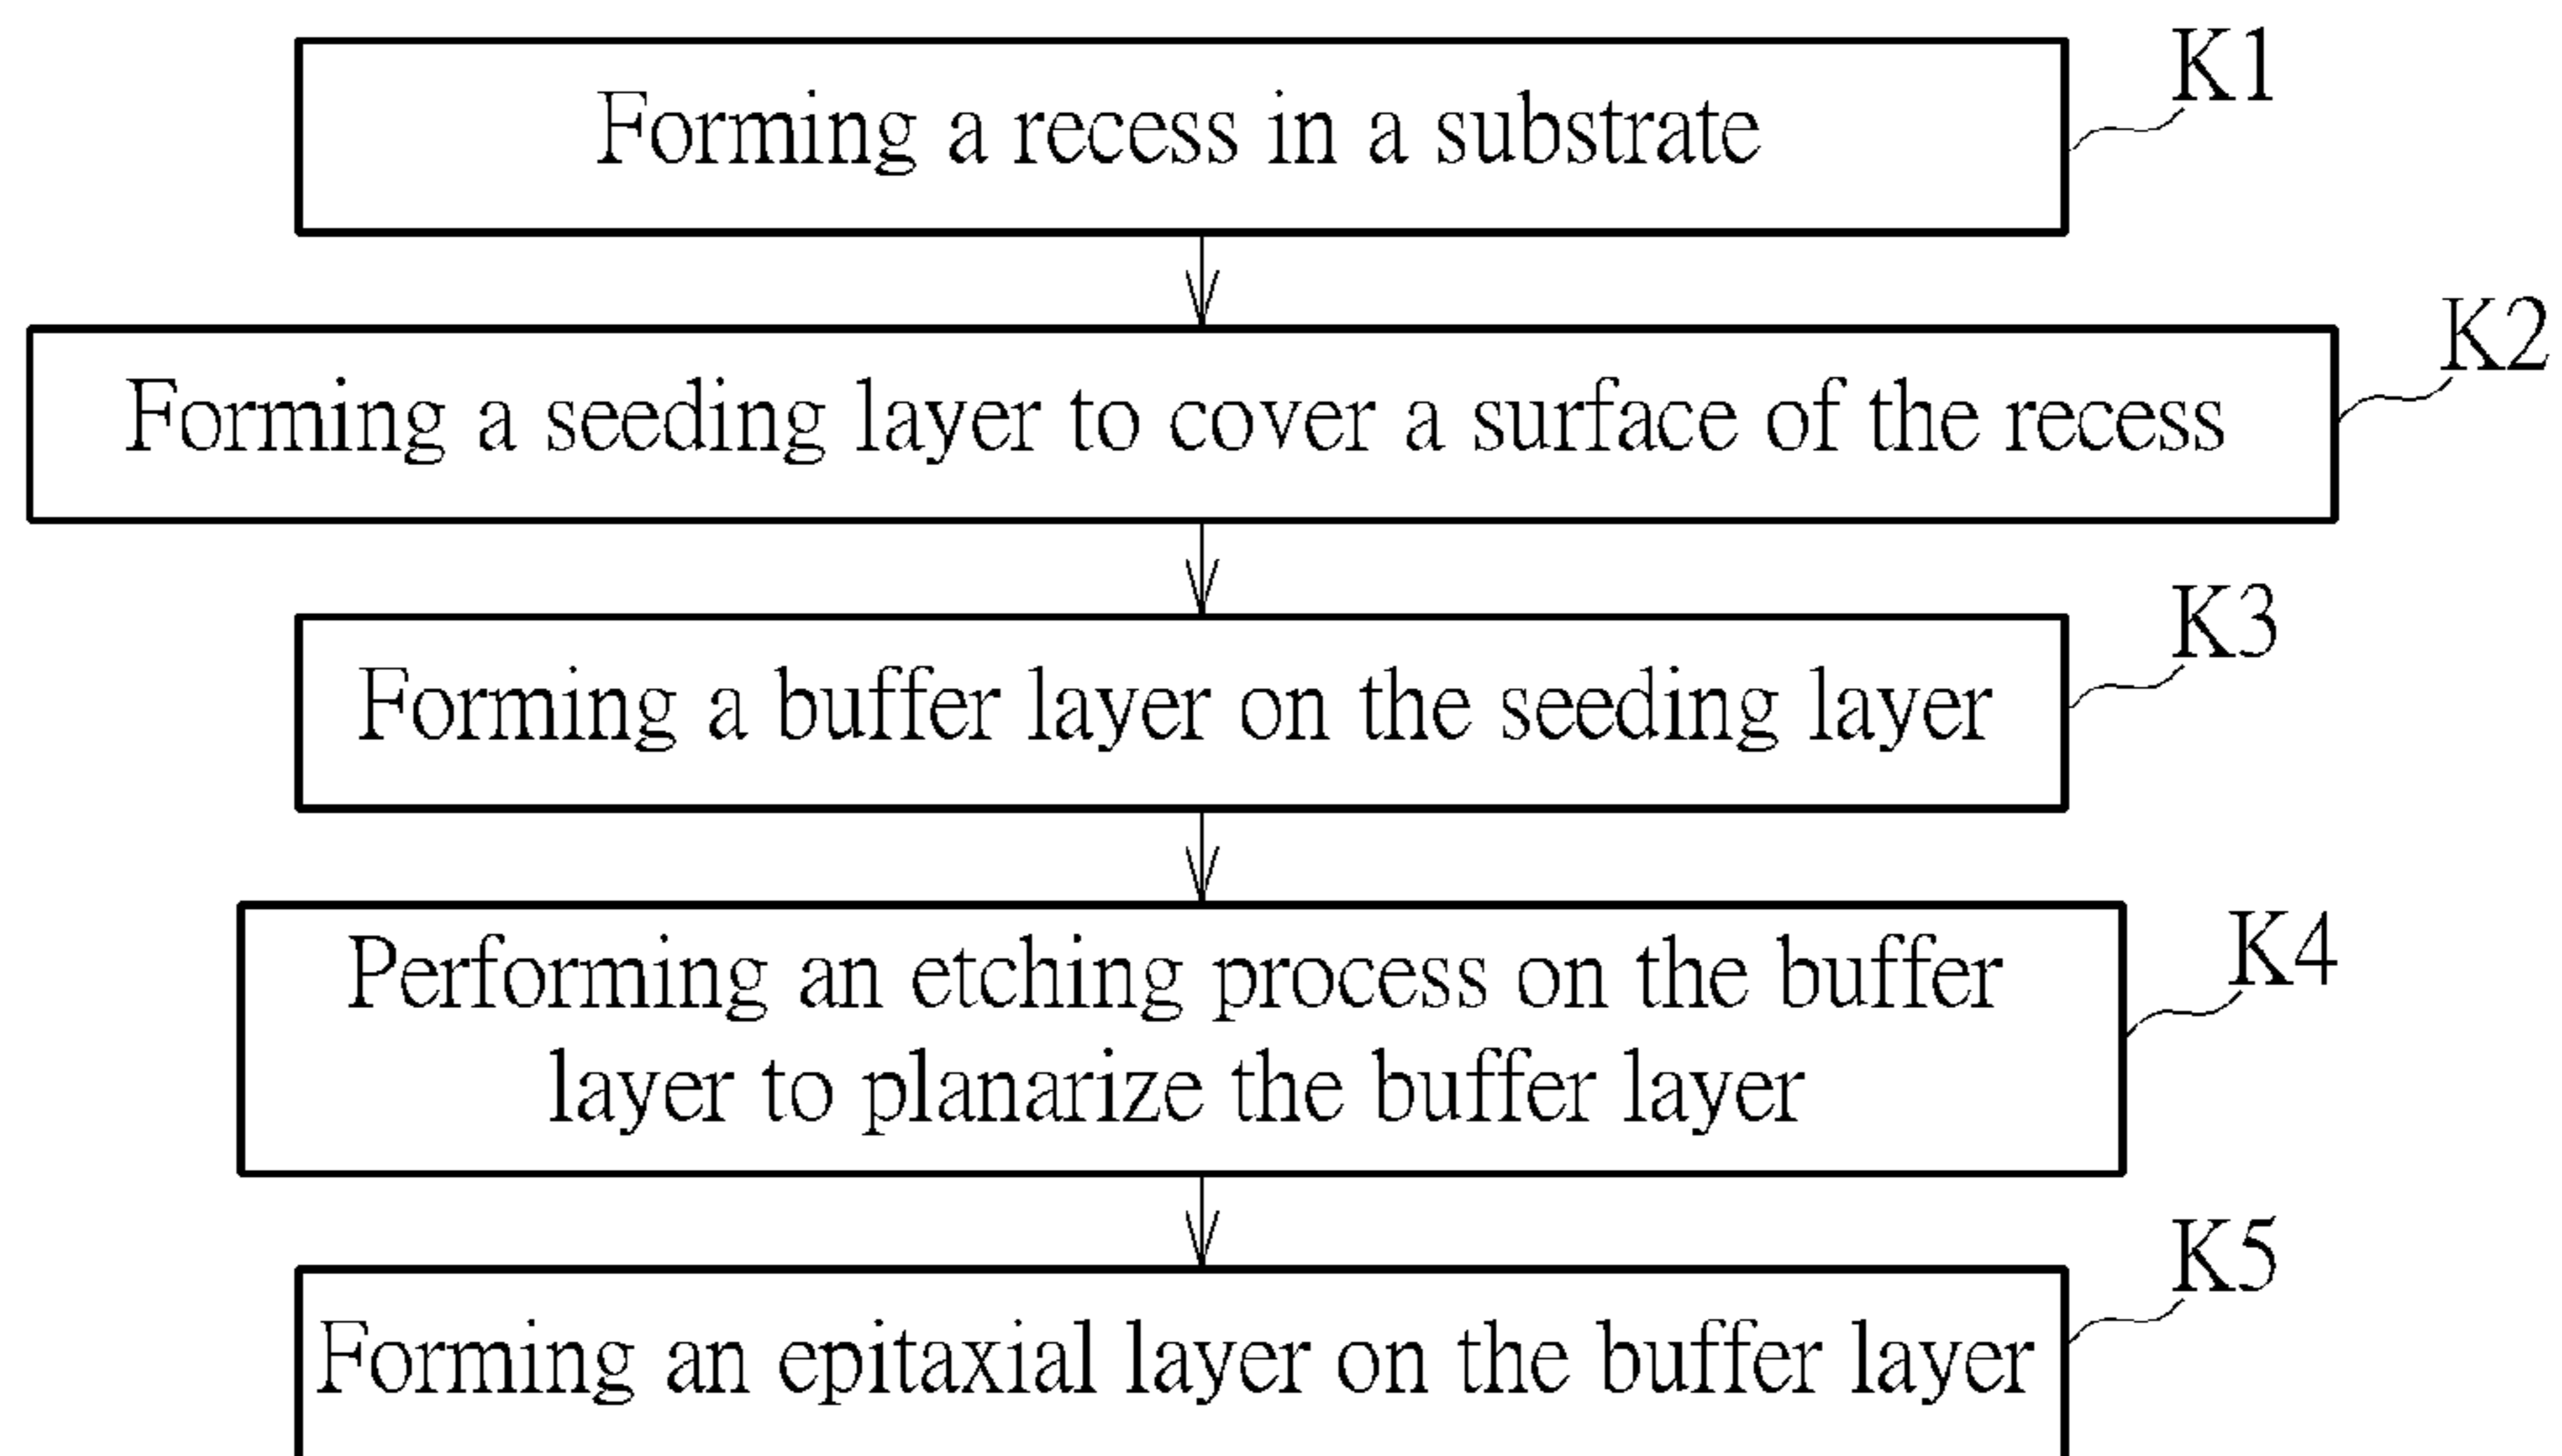 K1
Forming a recess in a substrate
K2
Forming a seeding layer to cover a surface of the recess
K3
Forming a buffer layer on the seeding layer
K4
Performing an etching process on the buffer
layer to planarize the buffer layer
K5
Forming an epitaxial layer on the buffer layer